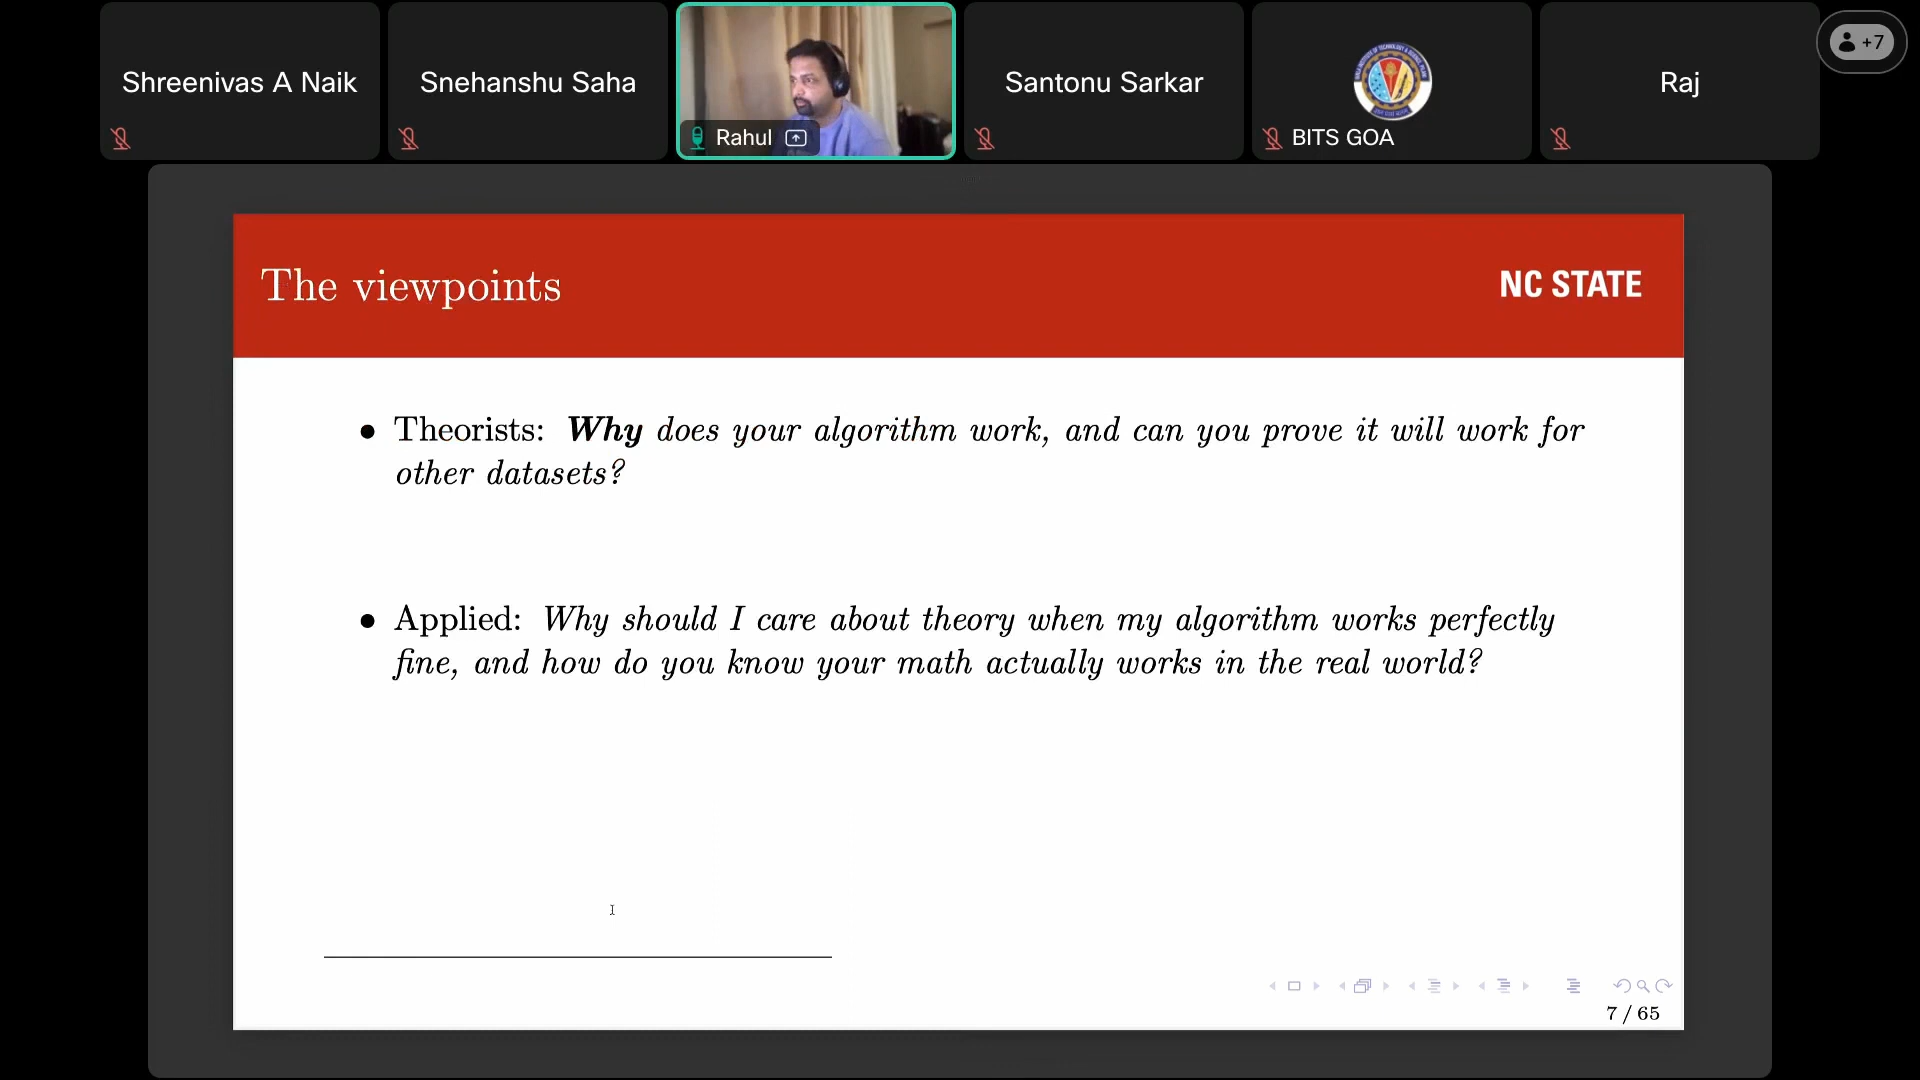 Shreenivas A Naik
Snehanshu Saha
Rahul
Santonu Sarkar
BITS GOA
Raj
+7
The viewpoints
NC STATE
• Theorists: Why does your algorithm work, and can you prove it will work for
other datasets?
• Applied: Why should I care about theory when my algorithm works perfectly
fine, and how do you know your math actually works in the real world?
7 / 65